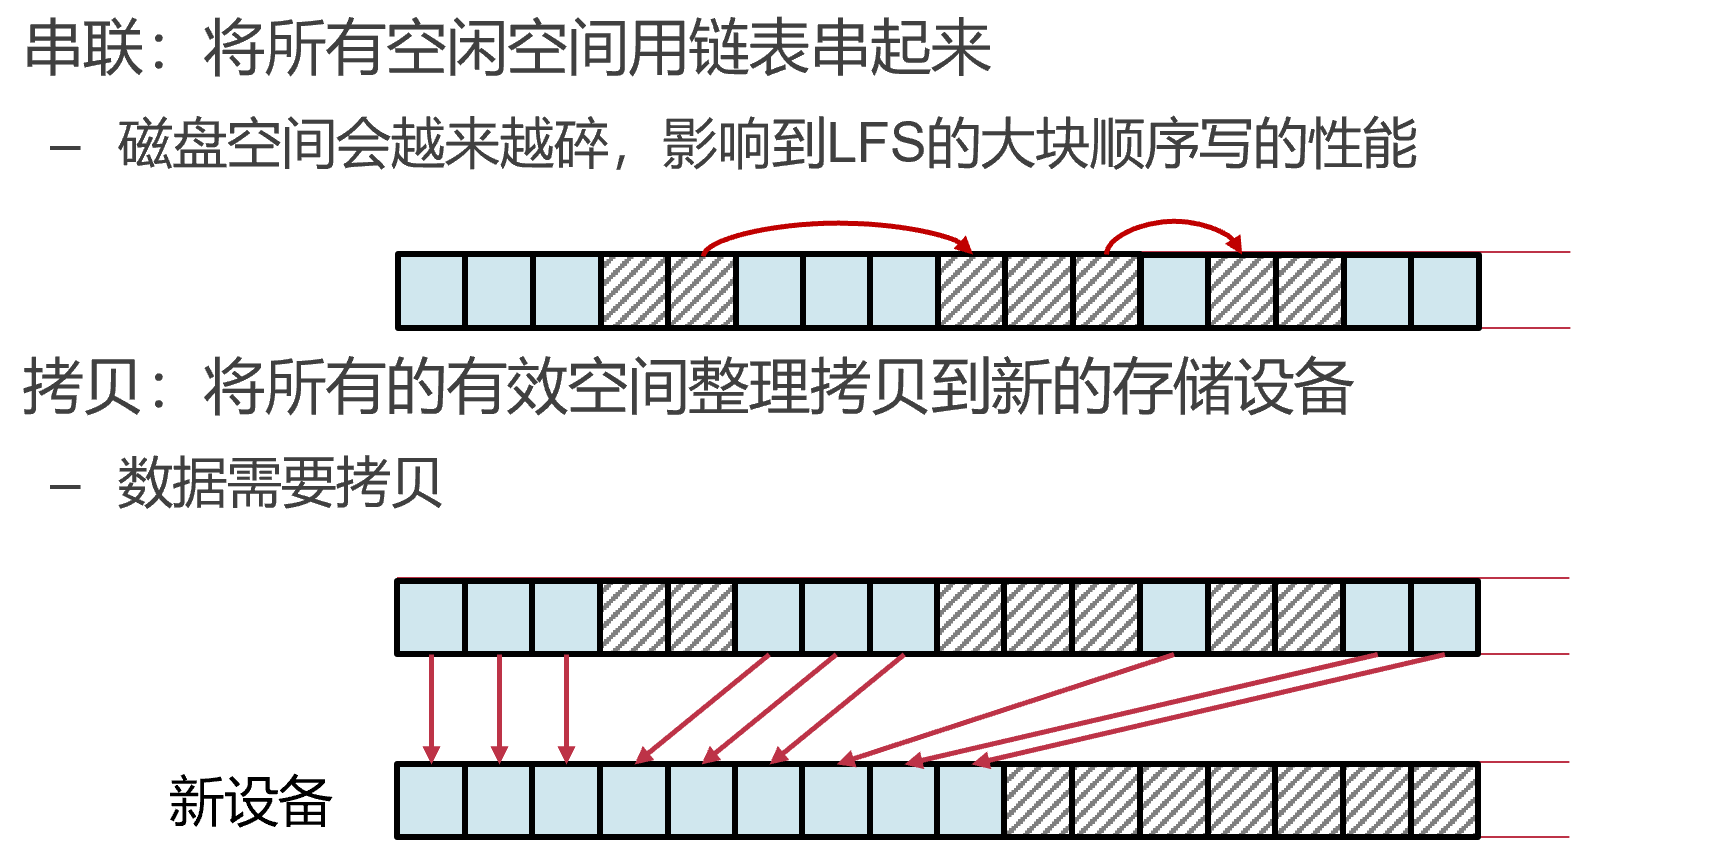 串联：将所有空闲空间用链表串起来
– 磁盘空间会越来越碎，影响到LFS的大块顺序写的性能
拷贝：将所有的有效空间整理拷贝到新的存储设备
– 数据需要拷贝
新设备